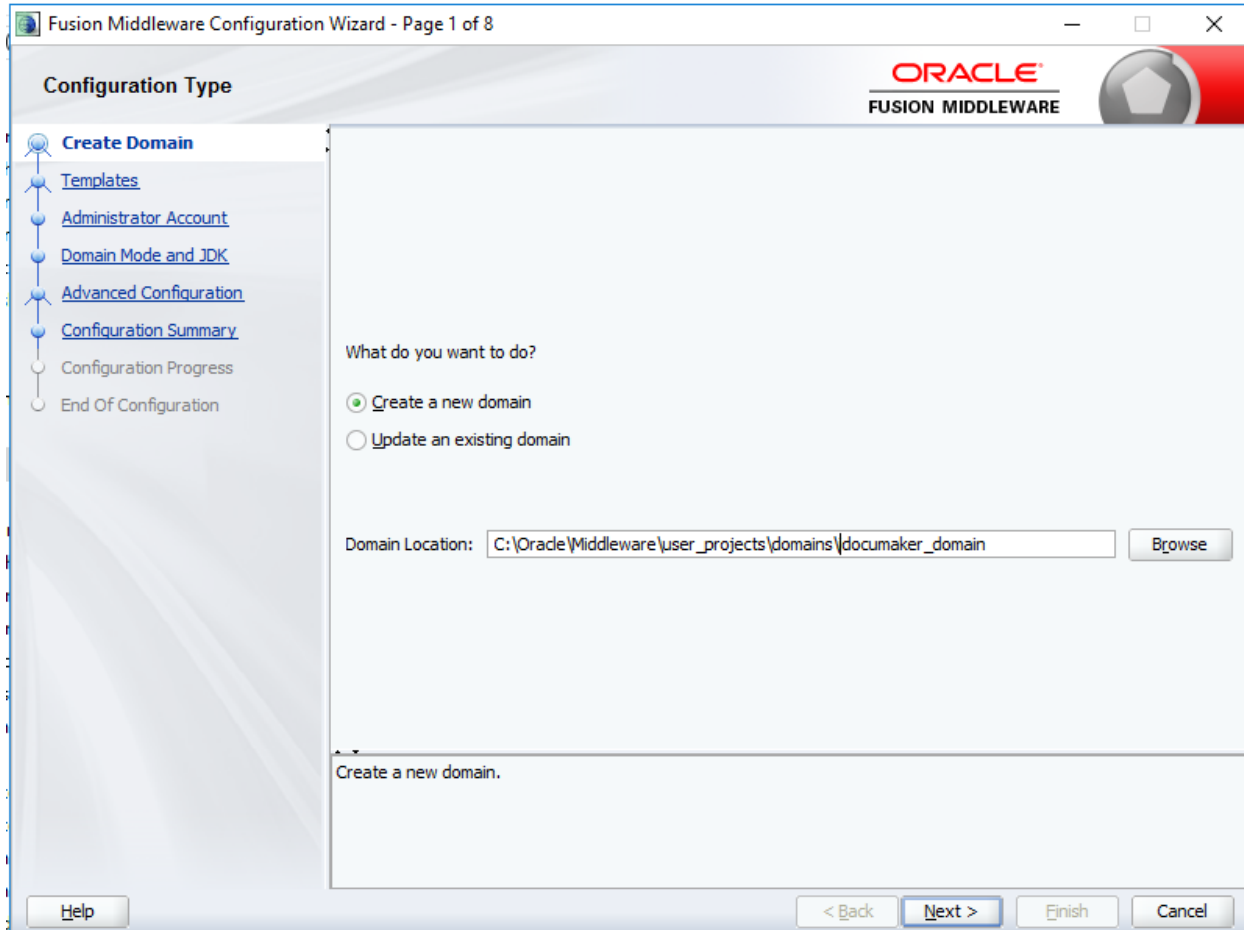 Fusion Middleware Configuration Wizard - Page 1 of 8
Configuration Type
ORACLE
FUSION MIDDLEWARE
Create Domain
Templates
Administrator Account
Domain Mode and JDK
Advanced Configuration
Configuration Summary
Configuration Progress
End Of Configuration
What do you want to do?
Create a new domain
Update an existing domain
Domain Location: C:\Oracle\Middleware\user_projects\domains\documaker_domain Browse
Create a new domain.
Help < Back Next > Finish Cancel